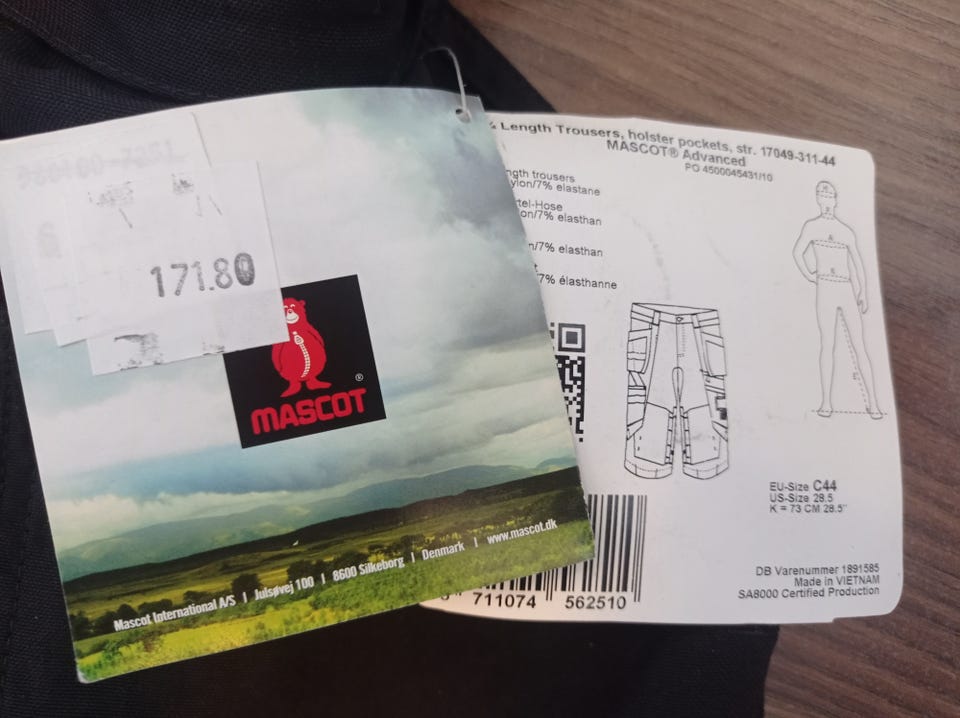 171.80
MASCOT®
Mascot International A/S | Julsøvej 100 | 8600 Silkeborg | Denmark | www.mascot.dk
Length Trousers, holster pockets, str. 17049-311-44
MASCOT® Advanced
PO 4500045431/10
trousers
/7% elastane
-Hose
/7% elasthan
/7% elasthan
7% élasthanne
EU-Size C44
US-Size 28.5
K = 73 CM 28.5"
711074 562510
DB Varenummer 1891585
Made in VIETNAM
SA8000 Certified Production